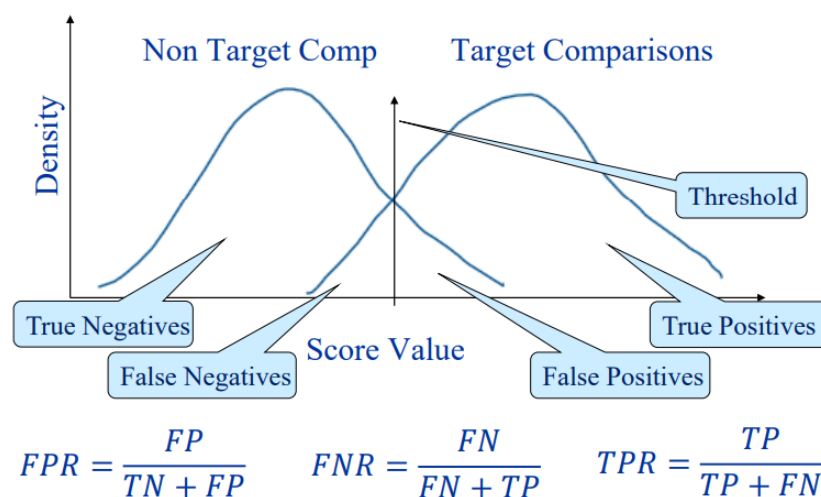 Non Target Comp
Target Comparisons
Density
Threshold
True Negatives
True Positives
Score Value
False Negatives
False Positives
FPR = FP / (TN + FP)
FNR = FN / (FN + TP)
TPR = TP / (TP + FN)